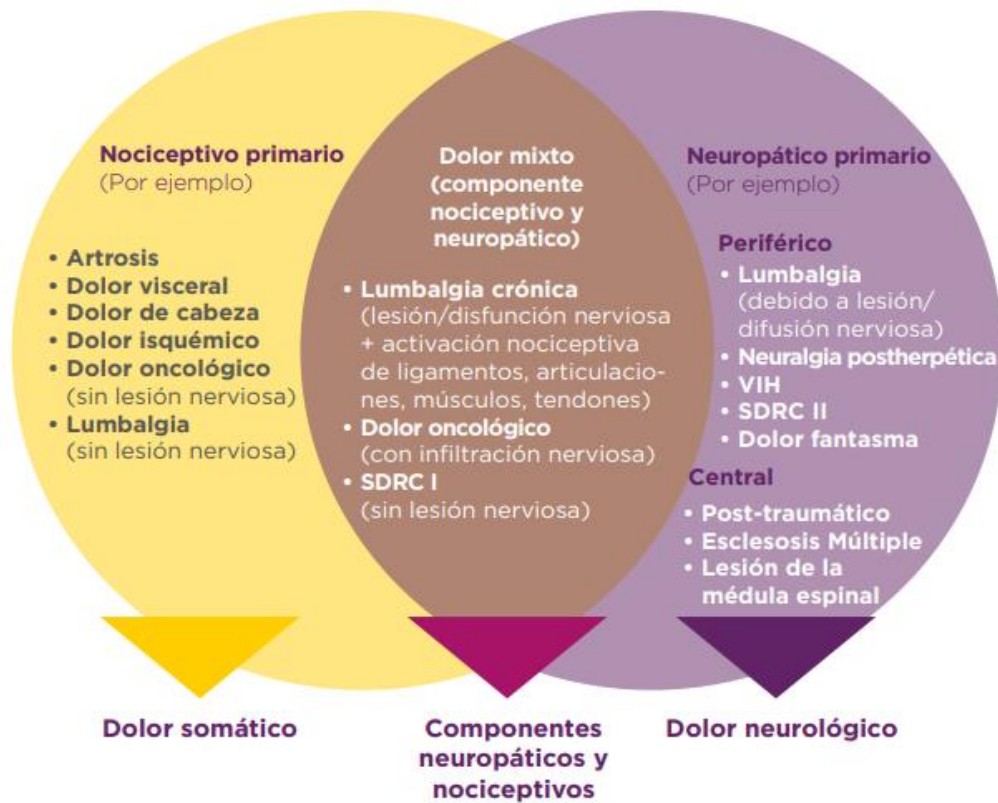 Nociceptivo primario
(Por ejemplo)
• Artrosis
• Dolor visceral
• Dolor de cabeza
• Dolor isquémico
• Dolor oncológico
(sin lesión nerviosa)
• Lumbalgia
(sin lesión nerviosa)
Dolor mixto
(componente
nociceptivo y
neuropático)
• Lumbalgia crónica
(lesión/disfunción nerviosa
+ activación nociceptiva
de ligamentos, articulacio-
nes, músculos, tendones)
• Dolor oncológico
(con infiltración nerviosa)
• SDRC I
(sin lesión nerviosa)
Neuropático primario
(Por ejemplo)
Periférico
• Lumbalgia
(debido a lesión/
difusión nerviosa)
• Neuralgia postherpética
• VIH
• SDRC II
• Dolor fantasma
Central
• Post-traumático
• Esclesosis Múltiple
• Lesión de la
médula espinal
Dolor somático
Componentes
neuropáticos y
nociceptivos
Dolor neurológico